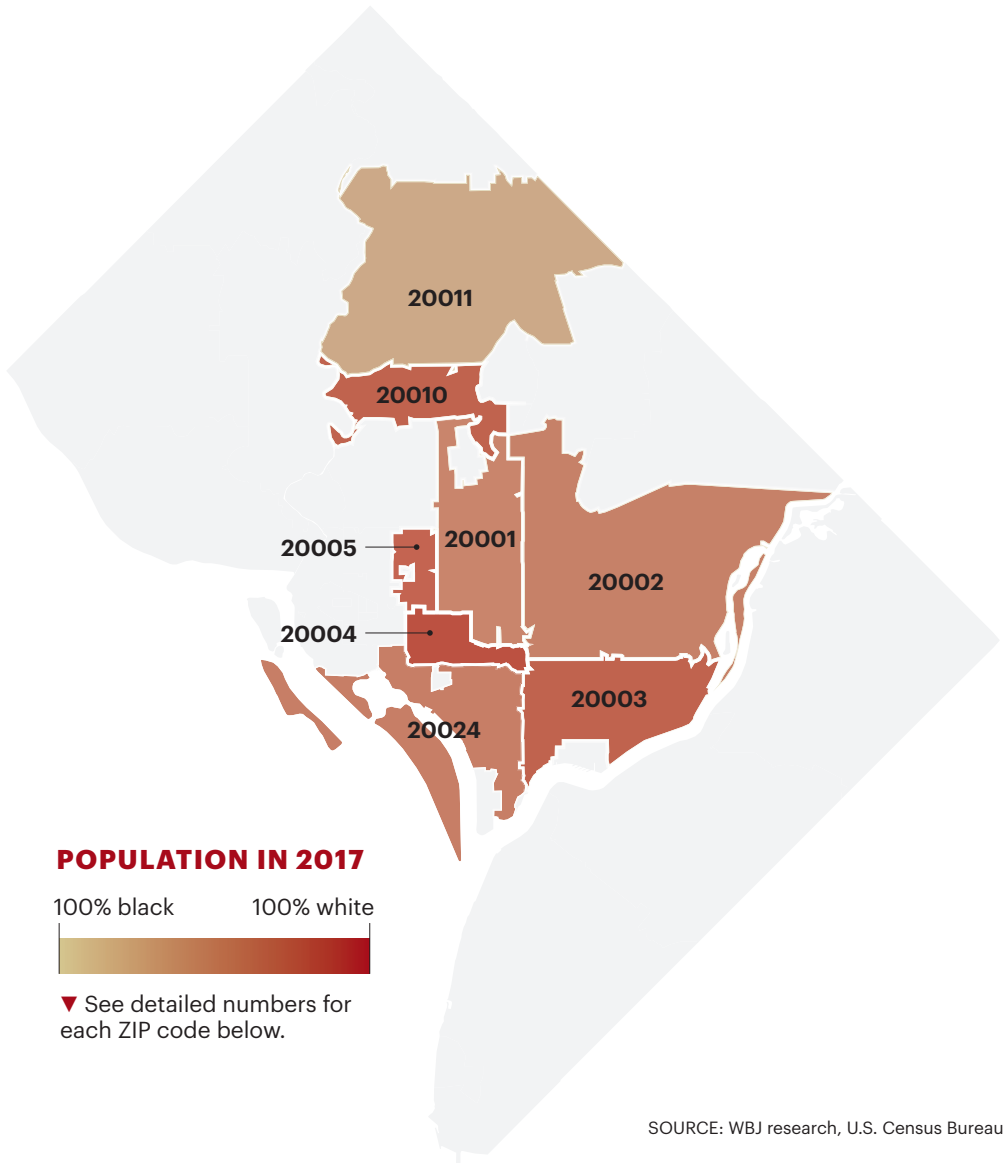 20011
20010
20005
20001
20002
20004
20003
20024
POPULATION IN 2017
100% black 100% white
▼ See detailed numbers for
each ZIP code below.
SOURCE: WBJ research, U.S. Census Bureau